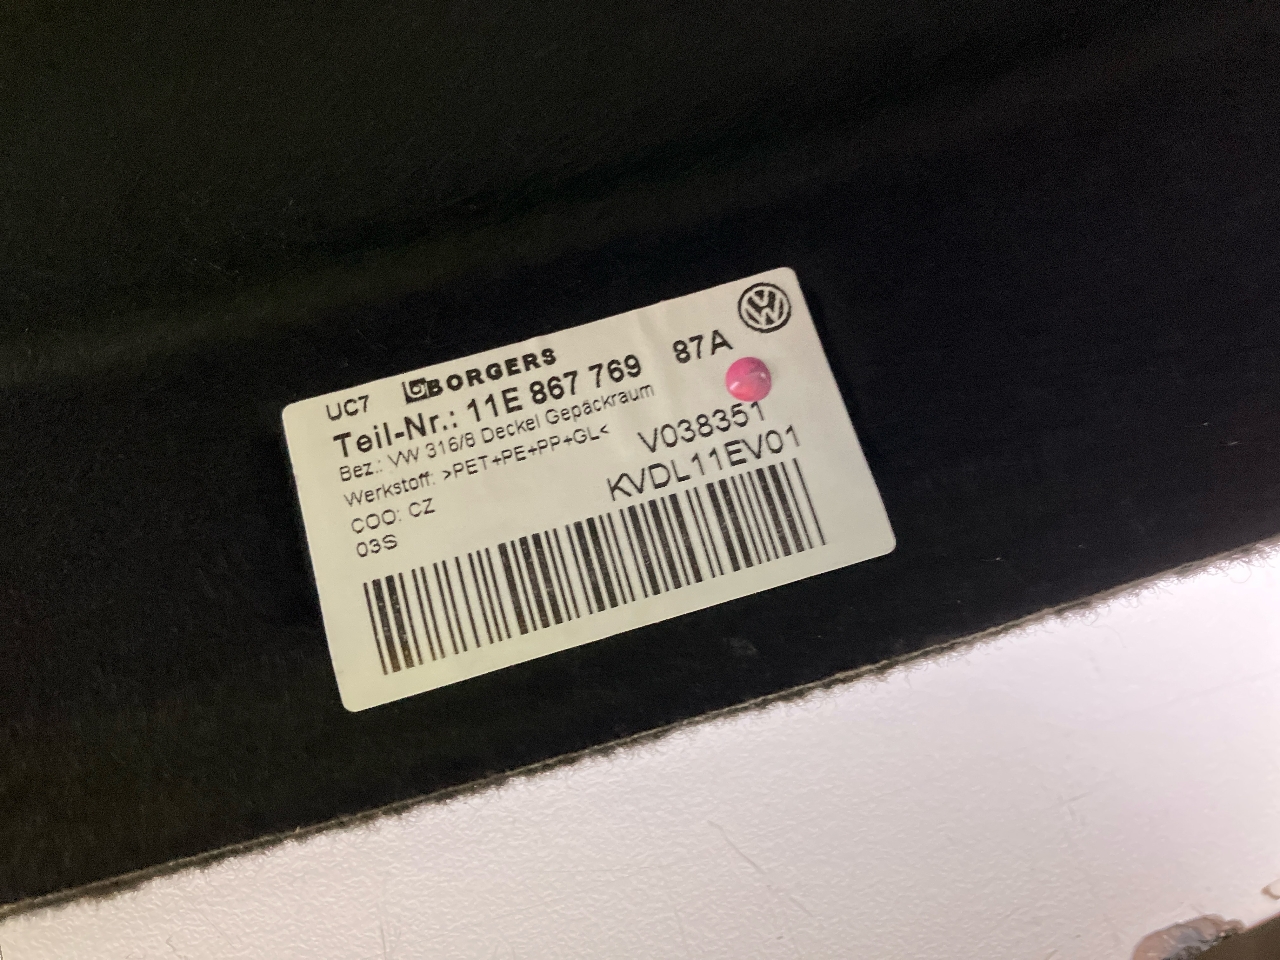 UC7 BORGERS
Teil-Nr.: 11E 867 769 87A
Bez.: VW 316/8 Deckel Gepäckraum
Werkstoff: >PET+PE+PP+GL<
V038351
COO: CZ
KVDL11EV01
03S